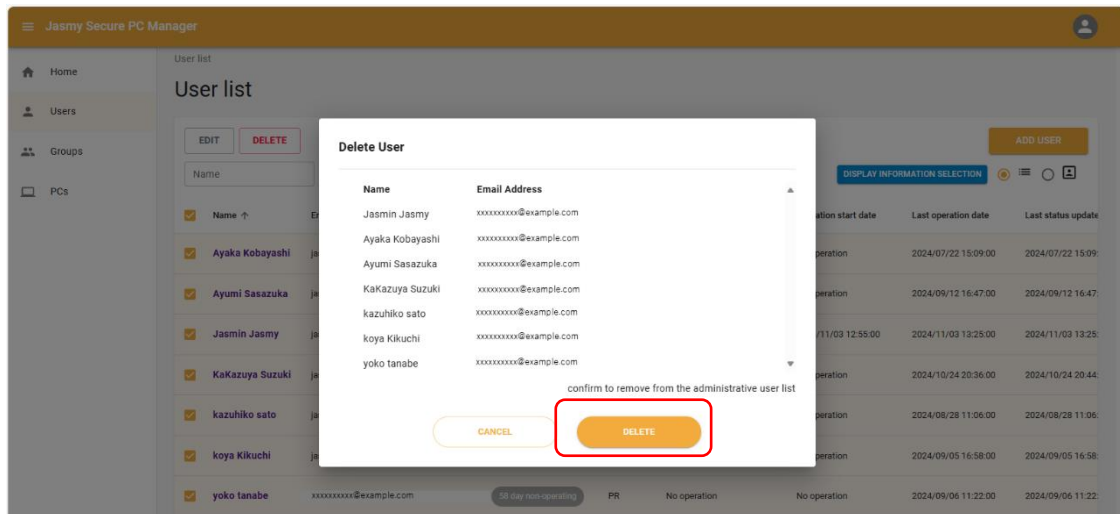 Jasmy Secure PC Manager
User list
Home
User list
Users
EDIT DELETE
Delete User
ADD USER
Groups
Name
DISPLAY INFORMATION SELECTION
PCs
Name Email Address
Name ↑
start date Last operation date Last status update
Jasmin Jasmy xxxxxxxxxx@example.com
Ayaka Kobayashi xxxxxxxxxx@example.com
Ayaka Kobayashi 2024/07/22 15:09:00 2024/07/22 15:09:
Ayumi Sasazuka xxxxxxxxxx@example.com
KaKazuya Suzuki xxxxxxxxxx@example.com
Ayumi Sasazuka 2024/09/12 16:47:00 2024/09/12 16:47:
kazuhiko sato xxxxxxxxxx@example.com
koya Kikuchi xxxxxxxxxx@example.com
Jasmin Jasmy /11/03 12:55:00 2024/11/03 13:25:00 2024/11/03 13:25:
yoko tanabe xxxxxxxxxx@example.com
KaKazuya Suzuki 2024/10/24 20:36:00 2024/10/24 20:44:
confirm to remove from the administrative user list
kazuhiko sato 2024/08/28 11:06:00 2024/08/28 11:06:
CANCEL DELETE
koya Kikuchi 2024/09/05 16:58:00 2024/09/05 16:58:
yoko tanabe xxxxxxxxxx@example.com 58 day non-operating PR No operation No operation 2024/09/06 11:22:00 2024/09/06 11:22: